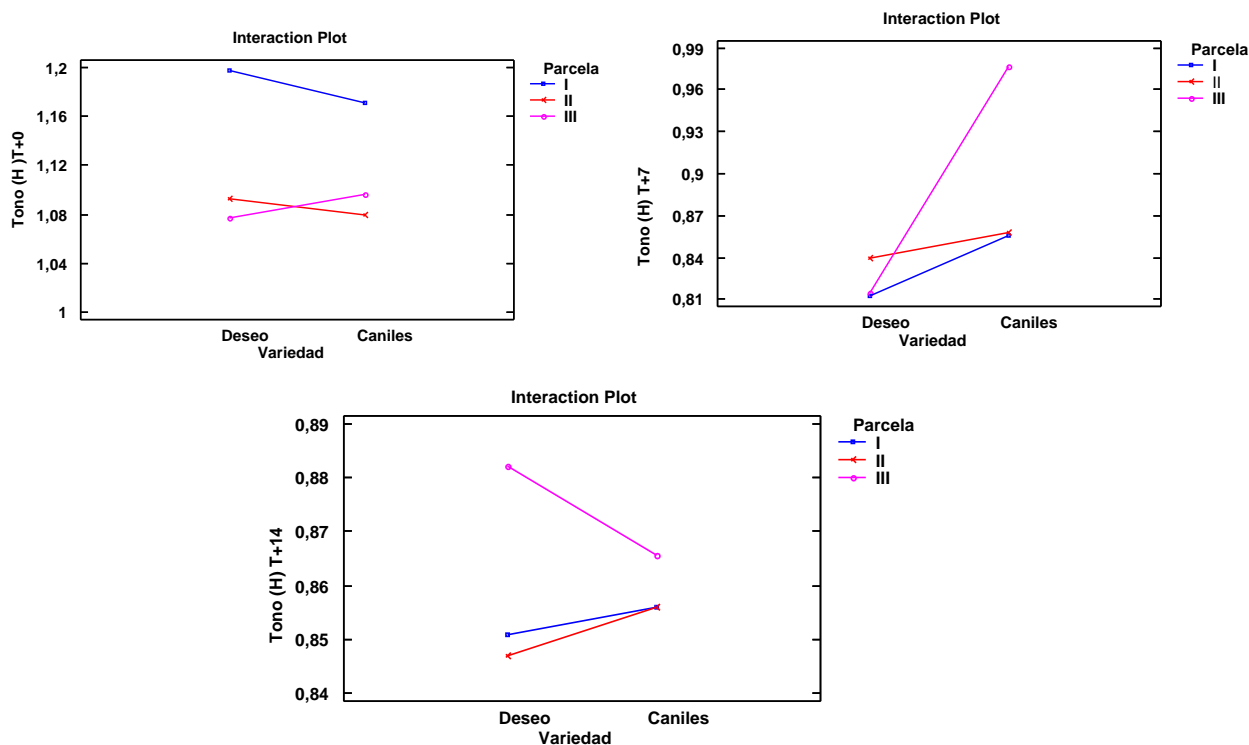 Interaction Plot
Parcela
I
II
III
1,2
1,16
1,12
1,08
1,04
1
Tono (H )T+0
Deseo Caniles
Variedad
Interaction Plot
Parcela
I
II
III
0,99
0,96
0,93
0,9
0,87
0,84
0,81
Tono (H) T+7
Deseo Caniles
Variedad
Interaction Plot
Parcela
I
II
III
0,89
0,88
0,87
0,86
0,85
0,84
Tono (H) T+14
Deseo Caniles
Variedad